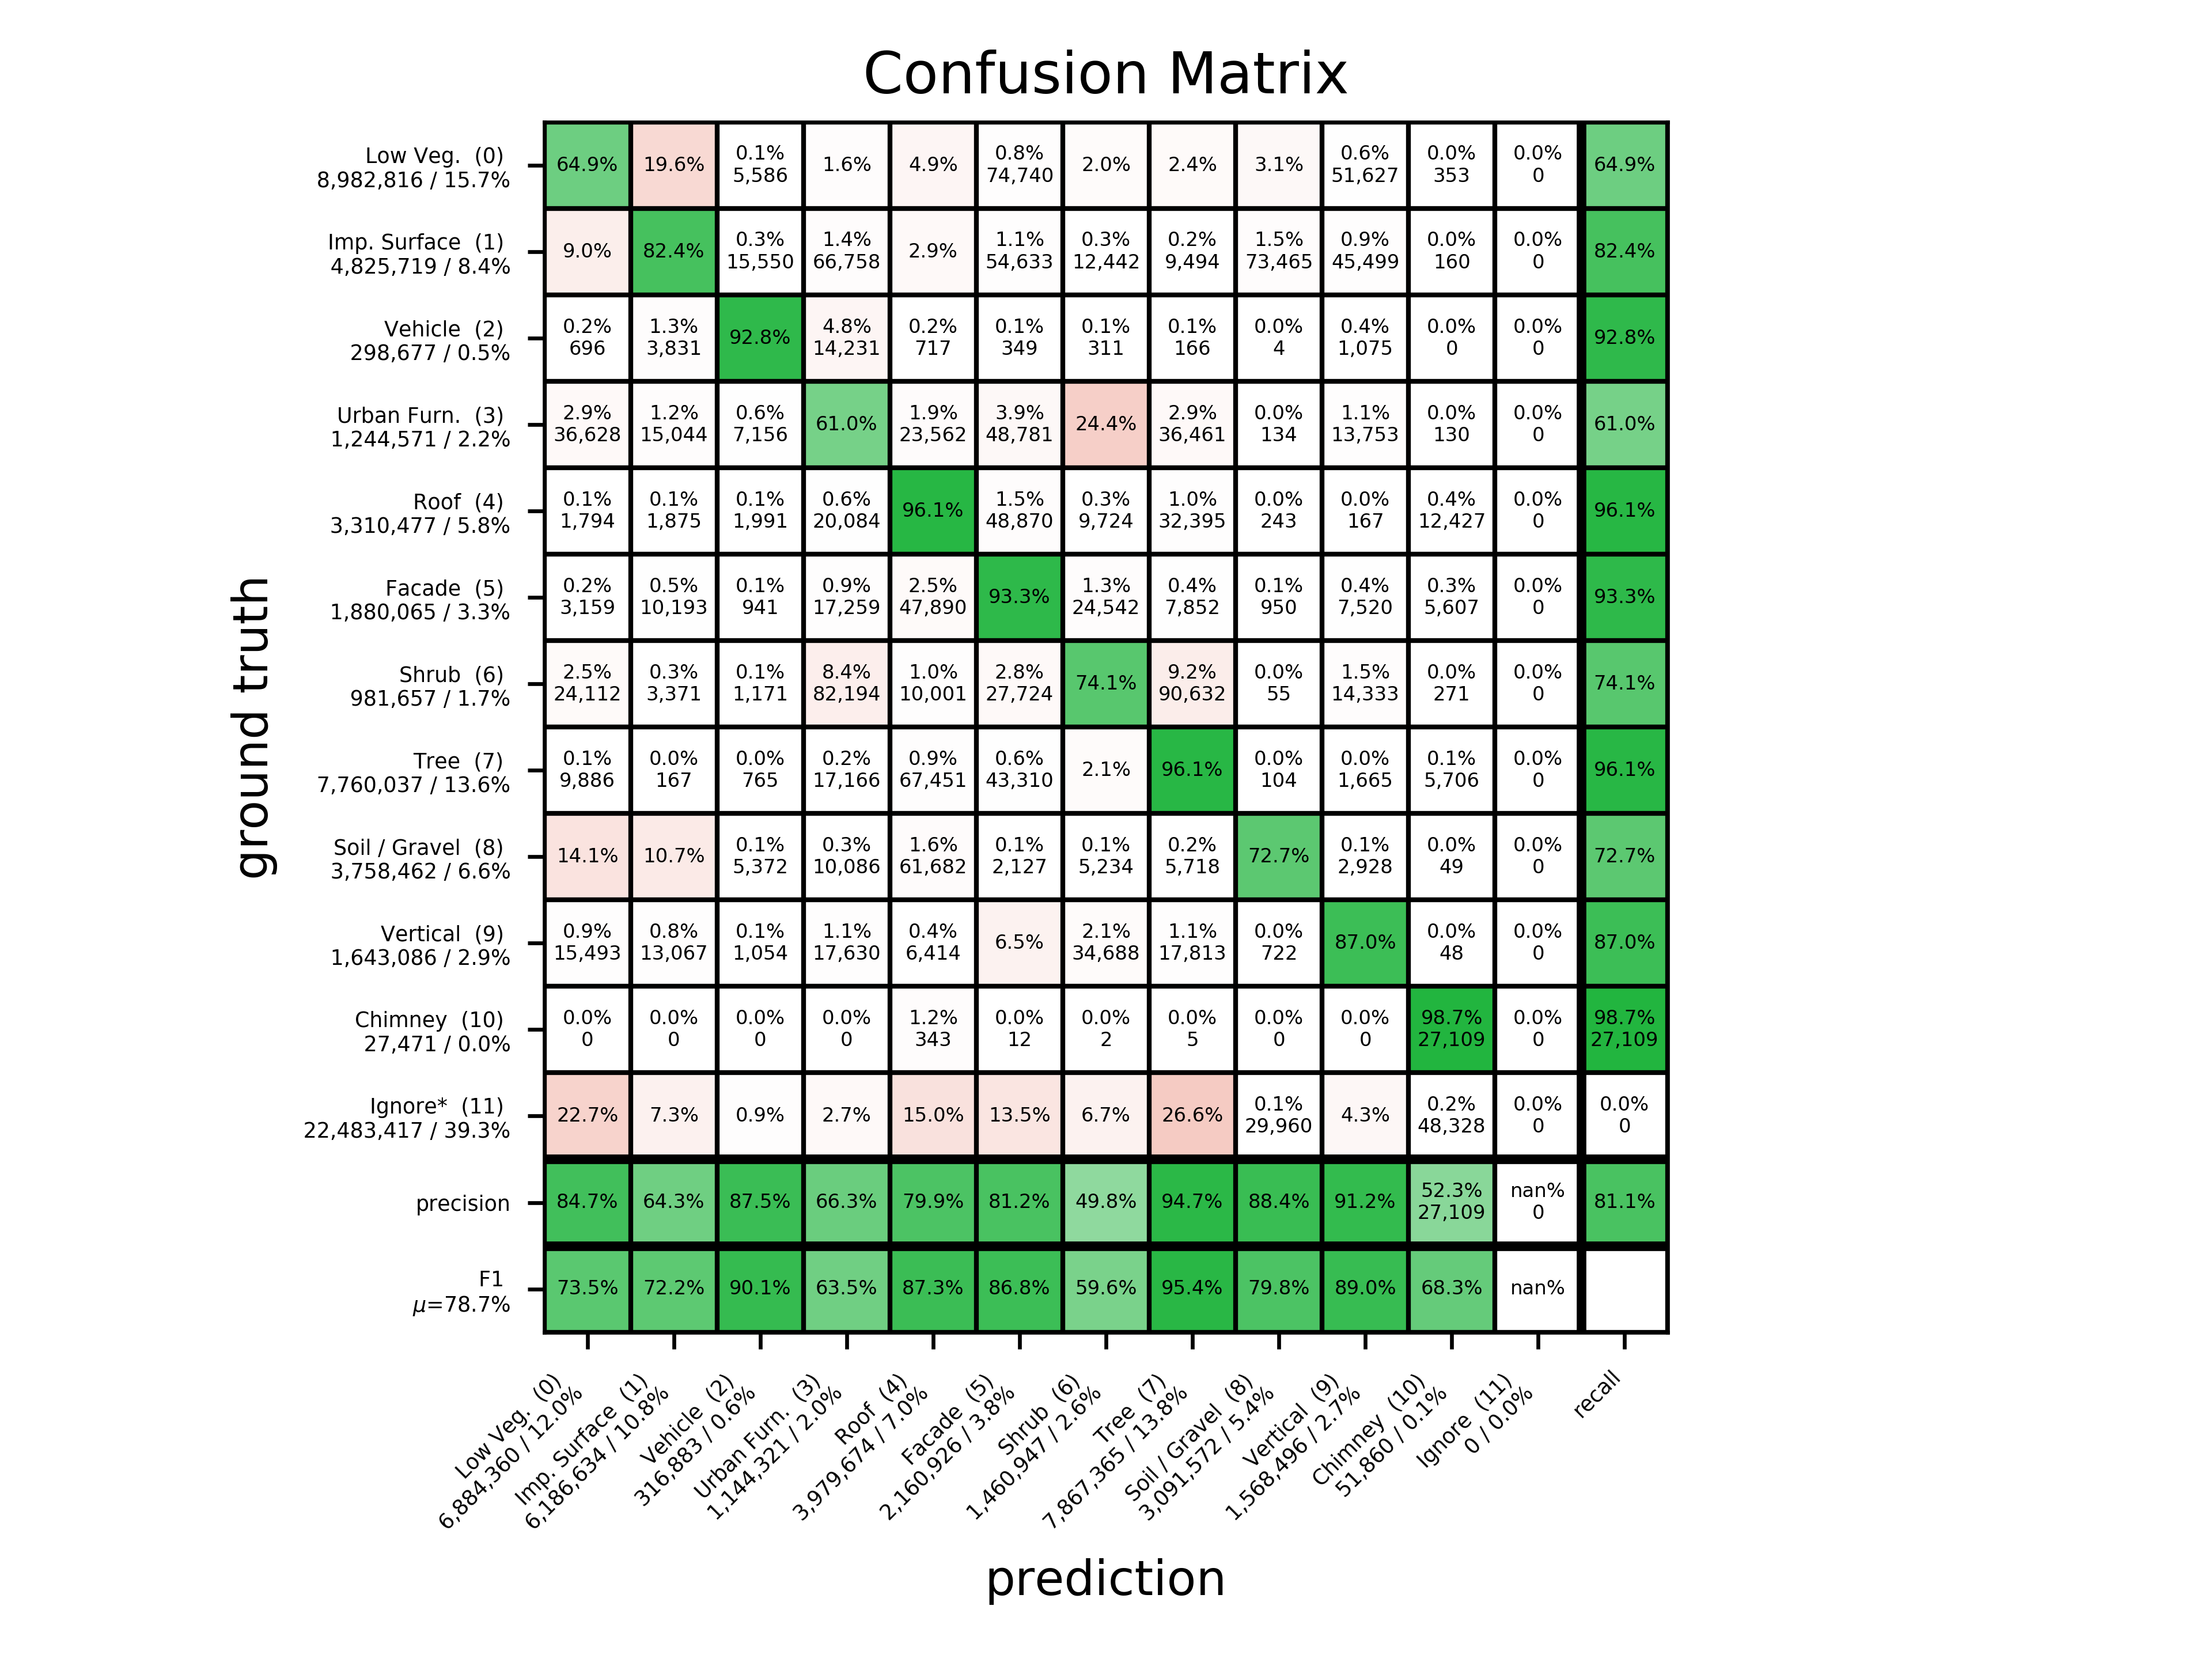 Confusion Matrix
Low Veg. (0)
8,982,816 / 15.7%
64.9% 19.6% 0.1% 1.6% 4.9% 0.8% 2.0% 2.4% 3.1% 0.6% 0.0% 0.0% 64.9%
5,586 74,740 51,627 353 0
Imp. Surface (1)
4,825,719 / 8.4%
9.0% 82.4% 0.3% 1.4% 2.9% 1.1% 0.3% 0.2% 1.5% 0.9% 0.0% 0.0% 82.4%
15,550 66,758 54,633 12,442 9,494 73,465 45,499 160 0
Vehicle (2)
298,677 / 0.5%
0.2% 1.3% 92.8% 4.8% 0.2% 0.1% 0.1% 0.1% 0.0% 0.4% 0.0% 0.0% 92.8%
696 3,831 14,231 717 349 311 166 4 1,075 0 0
Urban Furn. (3)
1,244,571 / 2.2%
2.9% 1.2% 0.6% 61.0% 1.9% 3.9% 24.4% 2.9% 0.0% 1.1% 0.0% 0.0% 61.0%
36,628 15,044 7,156 23,562 48,781 36,461 134 13,753 130 0
Roof (4)
3,310,477 / 5.8%
0.1% 0.1% 0.1% 0.6% 96.1% 1.5% 0.3% 1.0% 0.0% 0.0% 0.4% 0.0% 96.1%
1,794 1,875 1,991 20,084 48,870 9,724 32,395 243 167 12,427 0
Facade (5)
1,880,065 / 3.3%
0.2% 0.5% 0.1% 0.9% 2.5% 93.3% 1.3% 0.4% 0.1% 0.4% 0.3% 0.0% 93.3%
3,159 10,193 941 17,259 47,890 24,542 7,852 950 7,520 5,607 0
Shrub (6)
981,657 / 1.7%
2.5% 0.3% 0.1% 8.4% 1.0% 2.8% 74.1% 9.2% 0.0% 1.5% 0.0% 0.0% 74.1%
24,112 3,371 1,171 82,194 10,001 27,724 90,632 55 14,333 271 0
Tree (7)
7,760,037 / 13.6%
0.1% 0.0% 0.0% 0.2% 0.9% 0.6% 2.1% 96.1% 0.0% 0.0% 0.1% 0.0% 96.1%
9,886 167 765 17,166 67,451 43,310 104 1,665 5,706 0
Soil / Gravel (8)
3,758,462 / 6.6%
14.1% 10.7% 0.1% 0.3% 1.6% 0.1% 0.1% 0.2% 72.7% 0.1% 0.0% 0.0% 72.7%
5,372 10,086 61,682 2,127 5,234 5,718 2,928 49 0
Vertical (9)
1,643,086 / 2.9%
0.9% 0.8% 0.1% 1.1% 0.4% 6.5% 2.1% 1.1% 0.0% 87.0% 0.0% 0.0% 87.0%
15,493 13,067 1,054 17,630 6,414 34,688 17,813 722 48 0
Chimney (10)
27,471 / 0.0%
0.0% 0.0% 0.0% 0.0% 1.2% 0.0% 0.0% 0.0% 0.0% 0.0% 98.7% 0.0% 98.7%
0 0 0 0 343 12 2 5 0 0 27,109 0 27,109
Ignore* (11)
22,483,417 / 39.3%
22.7% 7.3% 0.9% 2.7% 15.0% 13.5% 6.7% 26.6% 0.1% 4.3% 0.2% 0.0% 0.0%
29,960 48,328 0 0
precision
84.7% 64.3% 87.5% 66.3% 79.9% 81.2% 49.8% 94.7% 88.4% 91.2% 52.3% nan% 81.1%
27,109 0
F1
μ=78.7%
73.5% 72.2% 90.1% 63.5% 87.3% 86.8% 59.6% 95.4% 79.8% 89.0% 68.3% nan%
ground truth
Low Veg. (0)
6,884,360 / 12.0%
Imp. Surface (1)
6,186,634 / 10.8%
Vehicle (2)
316,883 / 0.6%
Urban Furn. (3)
1,144,321 / 2.0%
Roof (4)
3,979,674 / 7.0%
Facade (5)
2,160,926 / 3.8%
Shrub (6)
1,460,947 / 2.6%
Tree (7)
7,867,365 / 13.8%
Soil / Gravel (8)
3,091,572 / 5.4%
Vertical (9)
1,568,496 / 2.7%
Chimney (10)
51,860 / 0.1%
Ignore (11)
0 / 0.0%
recall
prediction